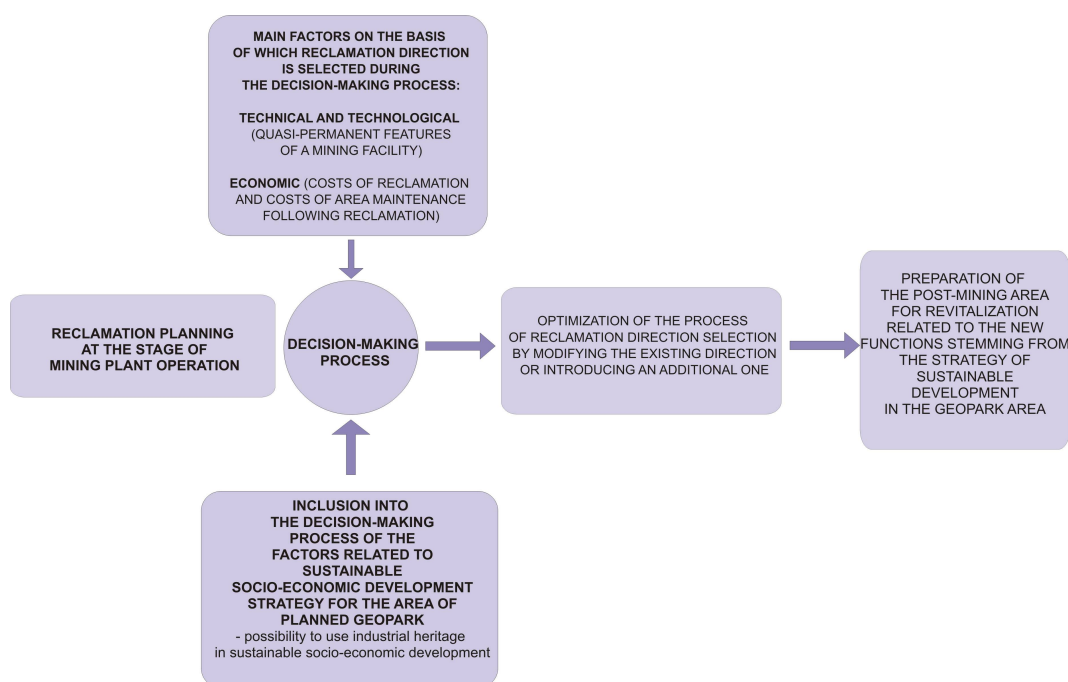 MAIN FACTORS ON THE BASIS
OF WHICH RECLAMATION DIRECTION
IS SELECTED DURING
THE DECISION-MAKING PROCESS:
TECHNICAL AND TECHNOLOGICAL
(QUASI-PERMANENT FEATURES
OF A MINING FACILITY)
ECONOMIC (COSTS OF RECLAMATION
AND COSTS OF AREA MAINTENANCE
FOLLOWING RECLAMATION)
RECLAMATION PLANNING
AT THE STAGE OF
MINING PLANT OPERATION
DECISION-MAKING
PROCESS
OPTIMIZATION OF THE PROCESS
OF RECLAMATION DIRECTION SELECTION
BY MODIFYING THE EXISTING DIRECTION
OR INTRODUCING AN ADDITIONAL ONE
PREPARATION OF
THE POST-MINING AREA
FOR REVITALIZATION
RELATED TO THE NEW
FUNCTIONS STEMMING FROM
THE STRATEGY OF
SUSTAINABLE
DEVELOPMENT
IN THE GEOPARK AREA
INCLUSION INTO
THE DECISION-MAKING
PROCESS OF THE
FACTORS RELATED TO
SUSTAINABLE
SOCIO-ECONOMIC DEVELOPMENT
STRATEGY FOR THE AREA OF
PLANNED GEOPARK
- possibility to use industrial heritage
in sustainable socio-economic development